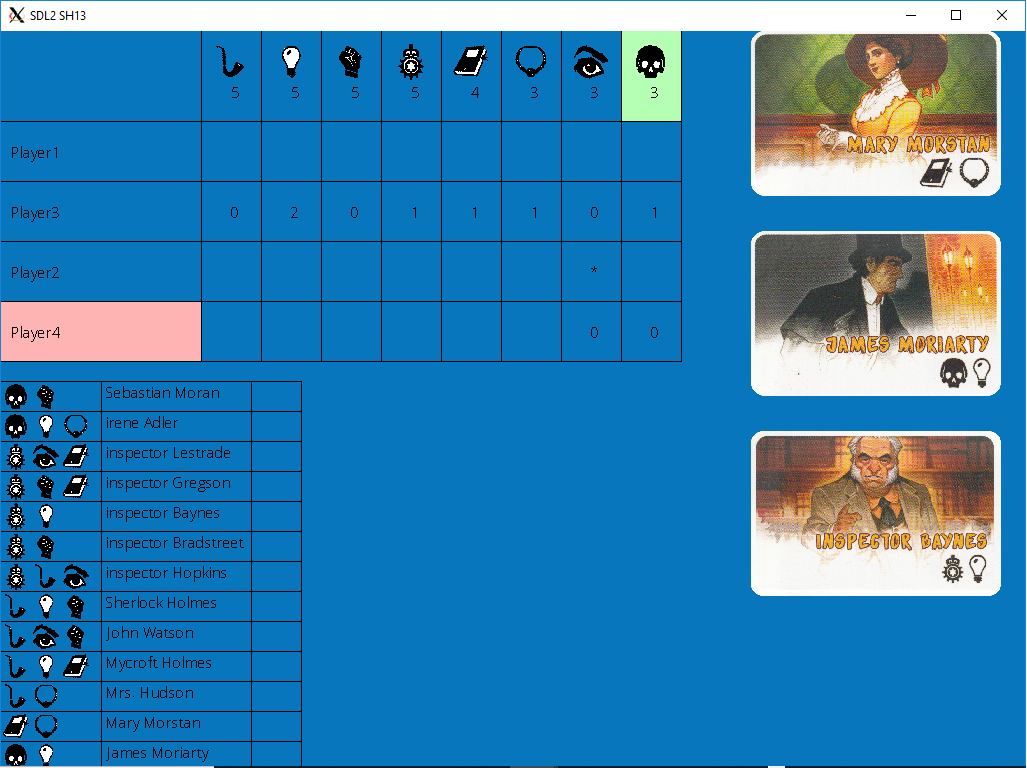 SDL2 SH13
5 5 5 5 4 3 3 3
Player1
Player3 0 2 0 1 1 1 0 1
Player2 *
Player4 0 0
Sebastian Moran
irene Adler
inspector Lestrade
inspector Gregson
inspector Baynes
inspector Bradstreet
inspector Hopkins
Sherlock Holmes
John Watson
Mycroft Holmes
Mrs. Hudson
Mary Morstan
James Moriarty
MARY MORSTAN
JAMES MORIARTY
INSPECTOR BAYNES